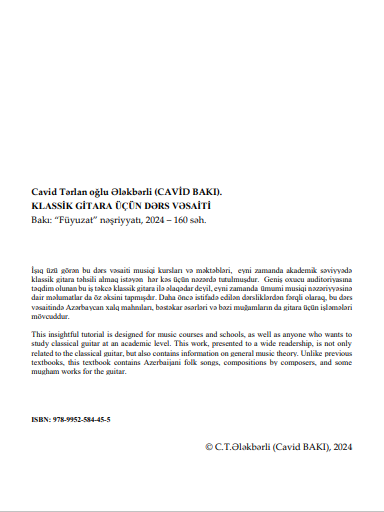 Cavid Tərlan oğlu Ələkbərli (CAVİD BAKI).
KLASSİK GİTARA ÜÇÜN DƏRS VƏSAİTİ
Bakı: “Füyuzat” nəşriyyatı, 2024 – 160 səh.
İşıq üzü görən bu dərs vəsaiti musiqi kursları və məktəbləri, eyni zamanda akademik səviyyədə
klassik gitara təhsili almaq istəyən hər kəs üçün nəzərdə tutulmuşdur. Geniş oxucu auditoriyasına
təqdim olunan bu iş təkcə klassik gitara ilə əlaqədar deyil, eyni zamanda ümumi musiqi nəzəriyyəsinə
dair məlumatlar da öz əksini tapmışdır. Daha öncə istifadə edilən dərsliklərdən fərqli olaraq, bu dərs
vəsaitində Azərbaycan xalq mahnıları, bəstəkar əsərləri və bəzi muğamların da gitara üçün işləmələri
mövcuddur.
This insightful tutorial is designed for music courses and schools, as well as anyone who wants to
study classical guitar at an academic level. This work, presented to a wide readership, is not only
related to the classical guitar, but also contains information on general music theory. Unlike previous
textbooks, this textbook contains Azerbaijani folk songs, compositions by composers, and some
mugham works for the guitar.
ISBN: 978-9952-584-45-5
© C.T.Ələkbərli (Cavid BAKI), 2024